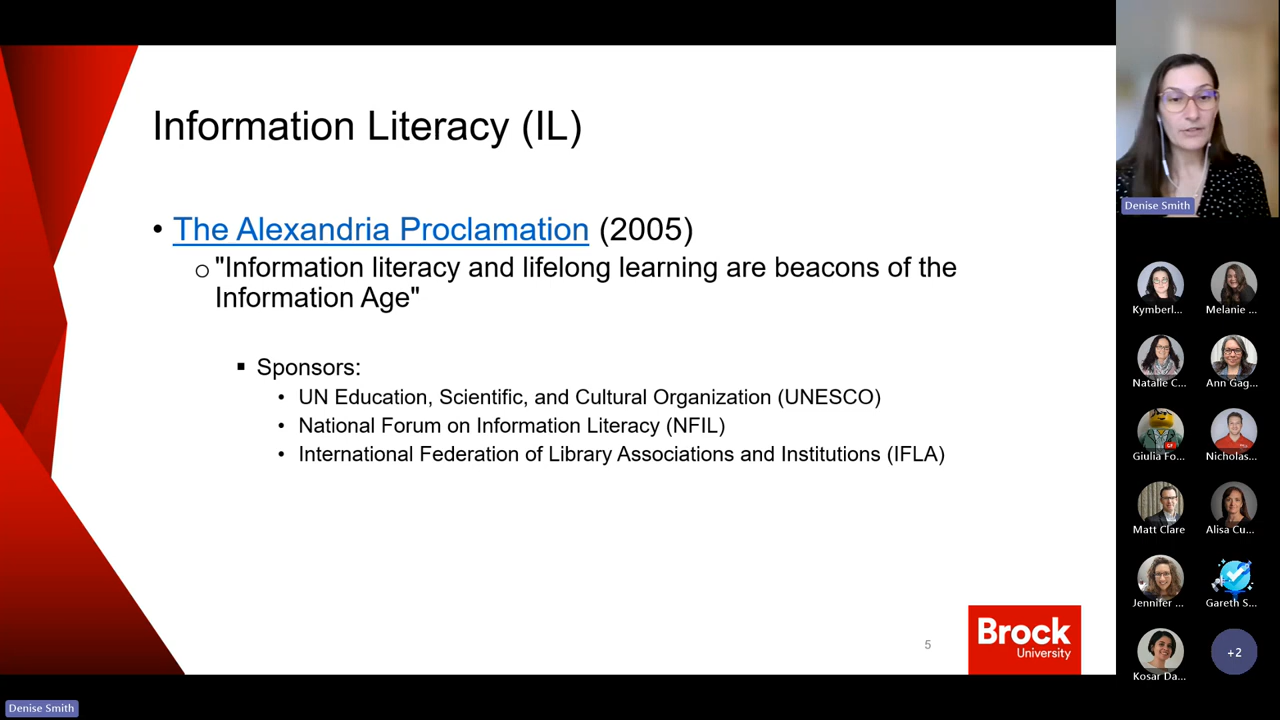 Information Literacy (IL)
• The Alexandria Proclamation (2005)
○ "Information literacy and lifelong learning are beacons of the
Information Age"
▪ Sponsors:
• UN Education, Scientific, and Cultural Organization (UNESCO)
• National Forum on Information Literacy (NFIL)
• International Federation of Library Associations and Institutions (IFLA)
5
Brock
University
Denise Smith
Kymberl...
Melanie ...
Natalie C...
Ann Gag...
Giulia Fo...
Nicholas...
Matt Clare
Alisa Cu...
Jennifer ...
Gareth S...
Kosar Da...
+2
Denise Smith